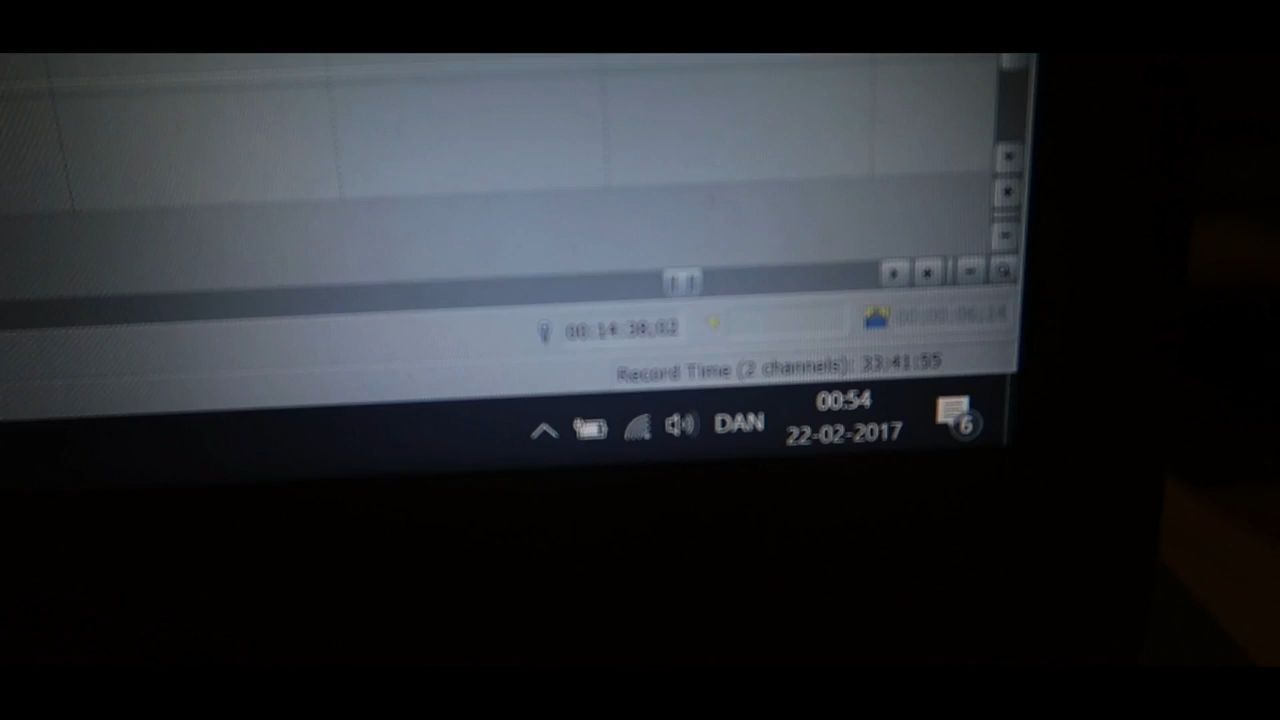 00:14:38;02
Record Time (2 channels): 33:41:55
DAN
00:54
22-02-2017
6